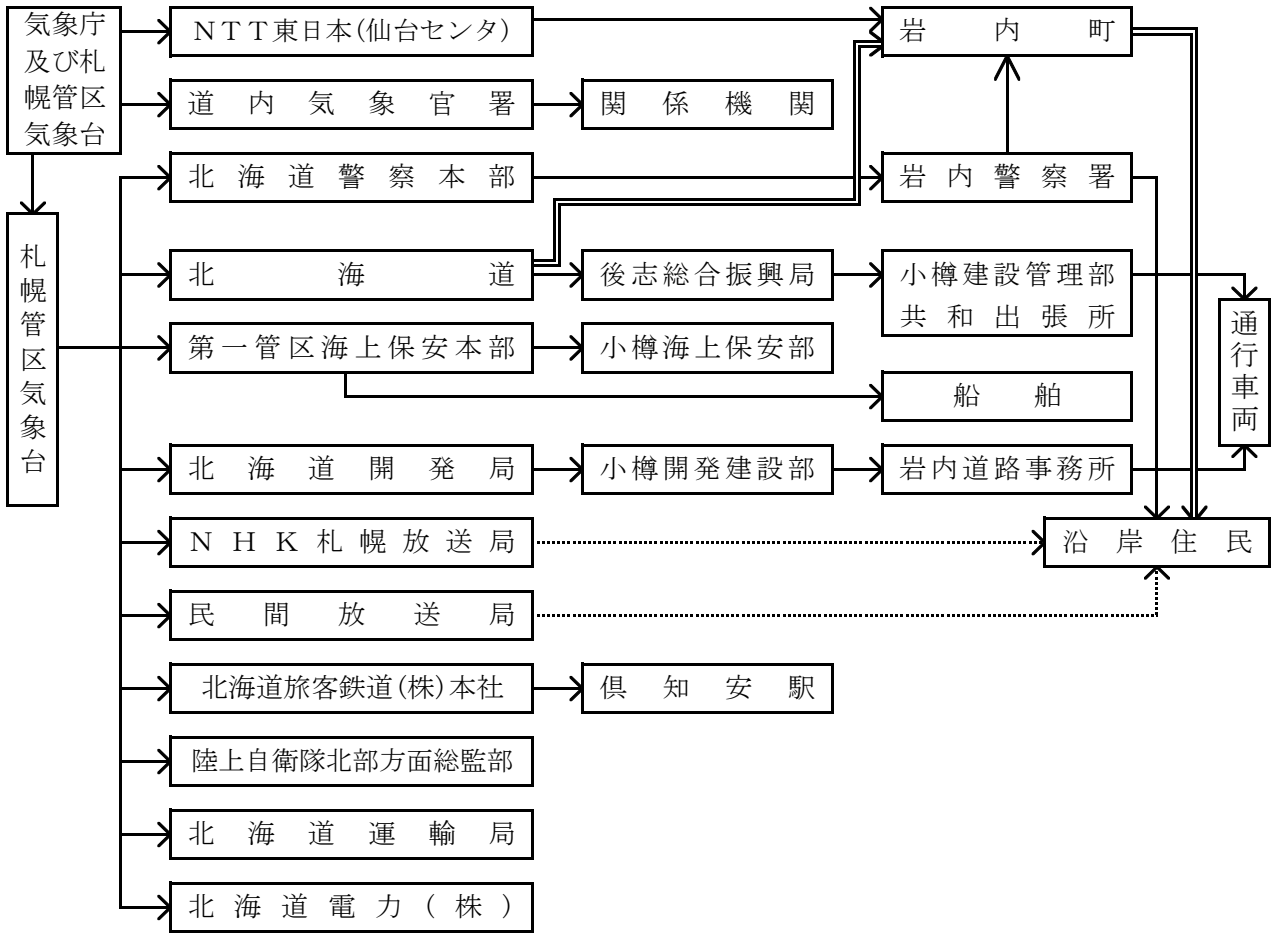 気象庁
及び札
幌管区
気象台
NTT東日本(仙台センタ)
岩内町
道内気象官署
関係機関
北海道警察本部
岩内警察署
札幌管区気象台
北海道
後志総合振興局
小樽建設管理部
共和出張所
通行車両
第一管区海上保安本部
小樽海上保安部
船舶
北海道開発局
小樽開発建設部
岩内道路事務所
NHK札幌放送局
沿岸住民
民間放送局
北海道旅客鉄道(株)本社
倶知安駅
陸上自衛隊北部方面総監部
北海道運輸局
北海道電力(株)